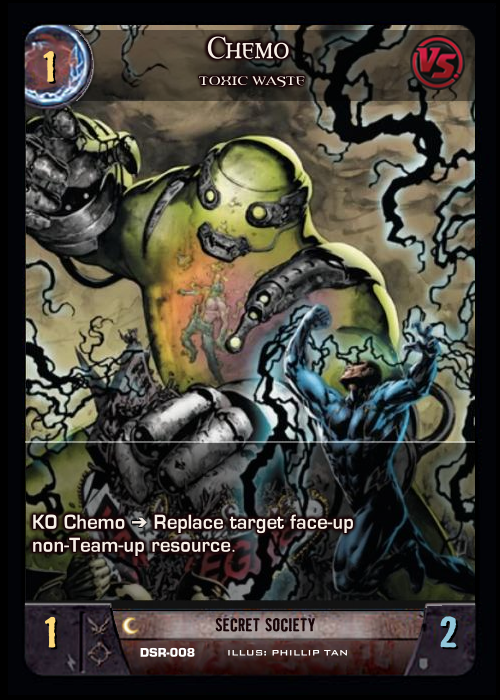 1
CHEMO
TOXIC WASTE
VS
KO Chemo ➔ Replace target face-up
non-Team-up resource.
1
SECRET SOCIETY
2
DSR-008
ILLUS: PHILLIP TAN